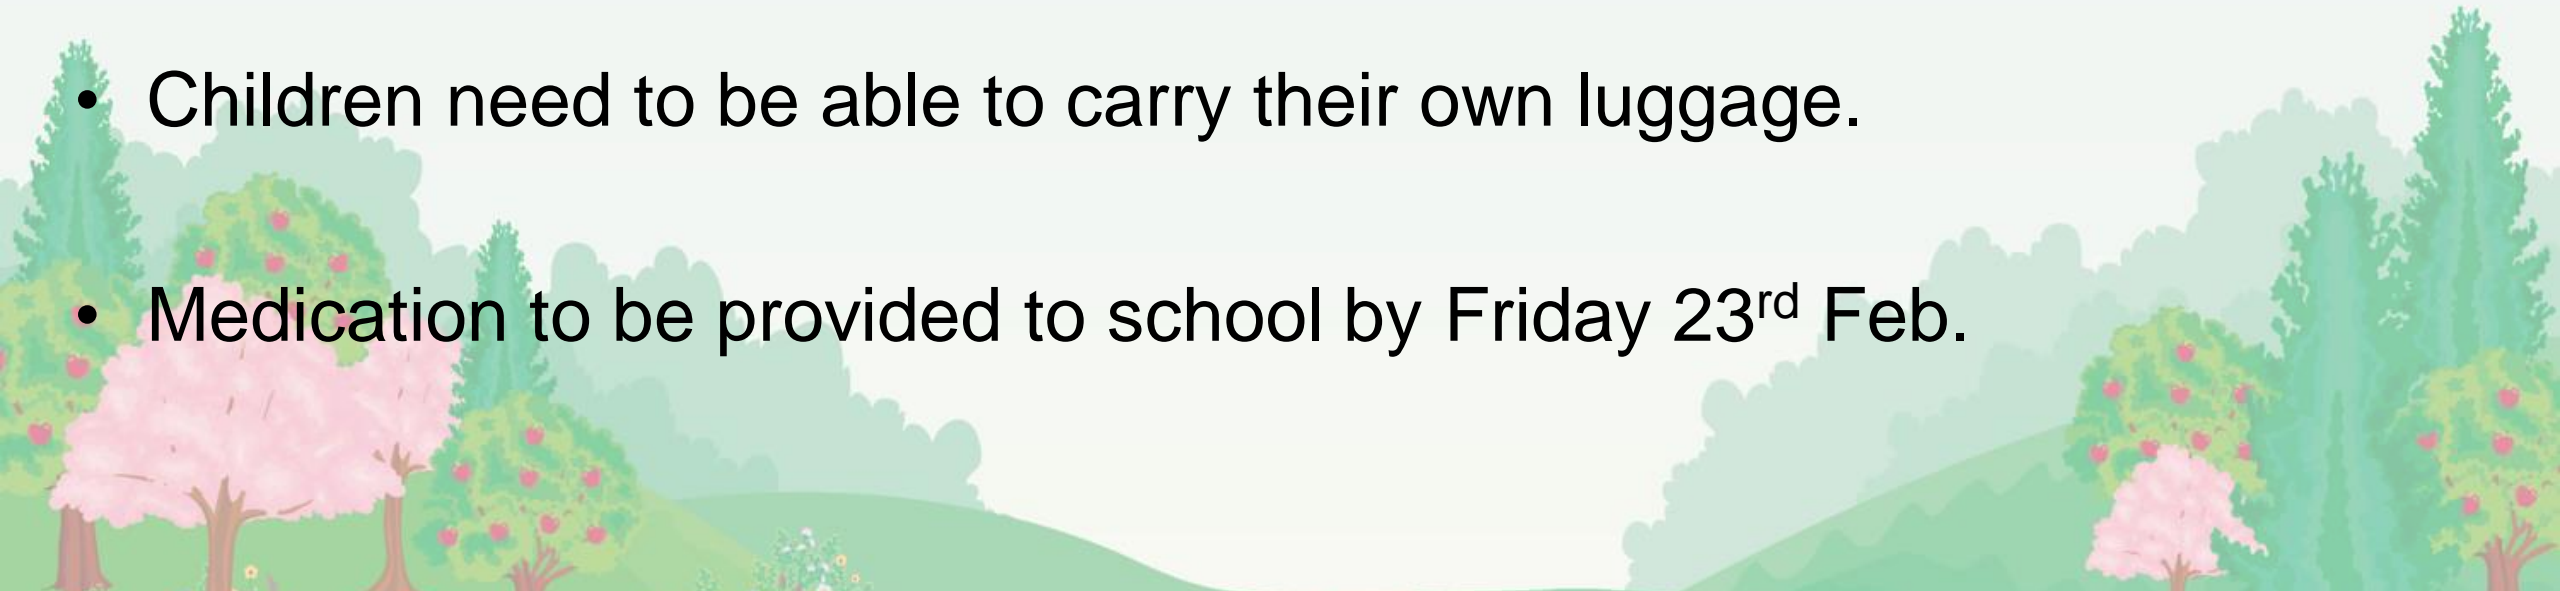 • Children need to be able to carry their own luggage.
• Medication to be provided to school by Friday 23rd Feb.